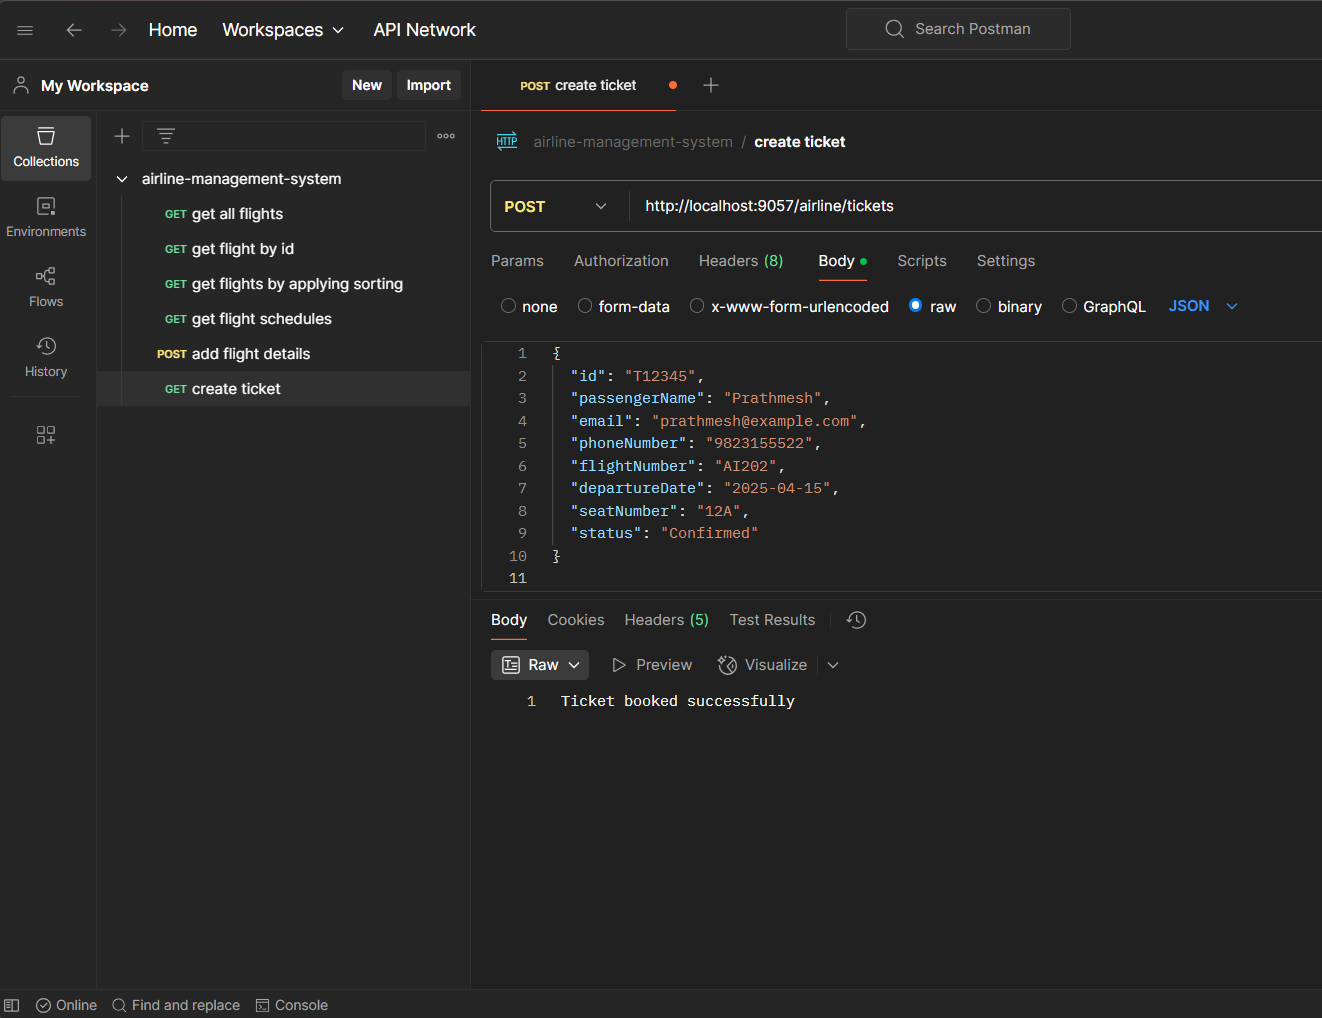 Home Workspaces API Network Search Postman
My Workspace New Import
POST create ticket
Collections
Environments
Flows
History
airline-management-system
GET get all flights
GET get flight by id
GET get flights by applying sorting
GET get flight schedules
POST add flight details
GET create ticket
HTTP airline-management-system / create ticket
POST http://localhost:9057/airline/tickets
Params Authorization Headers (8) Body Scripts Settings
none form-data x-www-form-urlencoded raw binary GraphQL JSON
1 {
2 "id": "T12345",
3 "passengerName": "Prathmesh",
4 "email": "prathmesh@example.com",
5 "phoneNumber": "9823155522",
6 "flightNumber": "AI202",
7 "departureDate": "2025-04-15",
8 "seatNumber": "12A",
9 "status": "Confirmed"
10 }
11
Body Cookies Headers (5) Test Results
Raw Preview Visualize
1 Ticket booked successfully
Online Find and replace Console